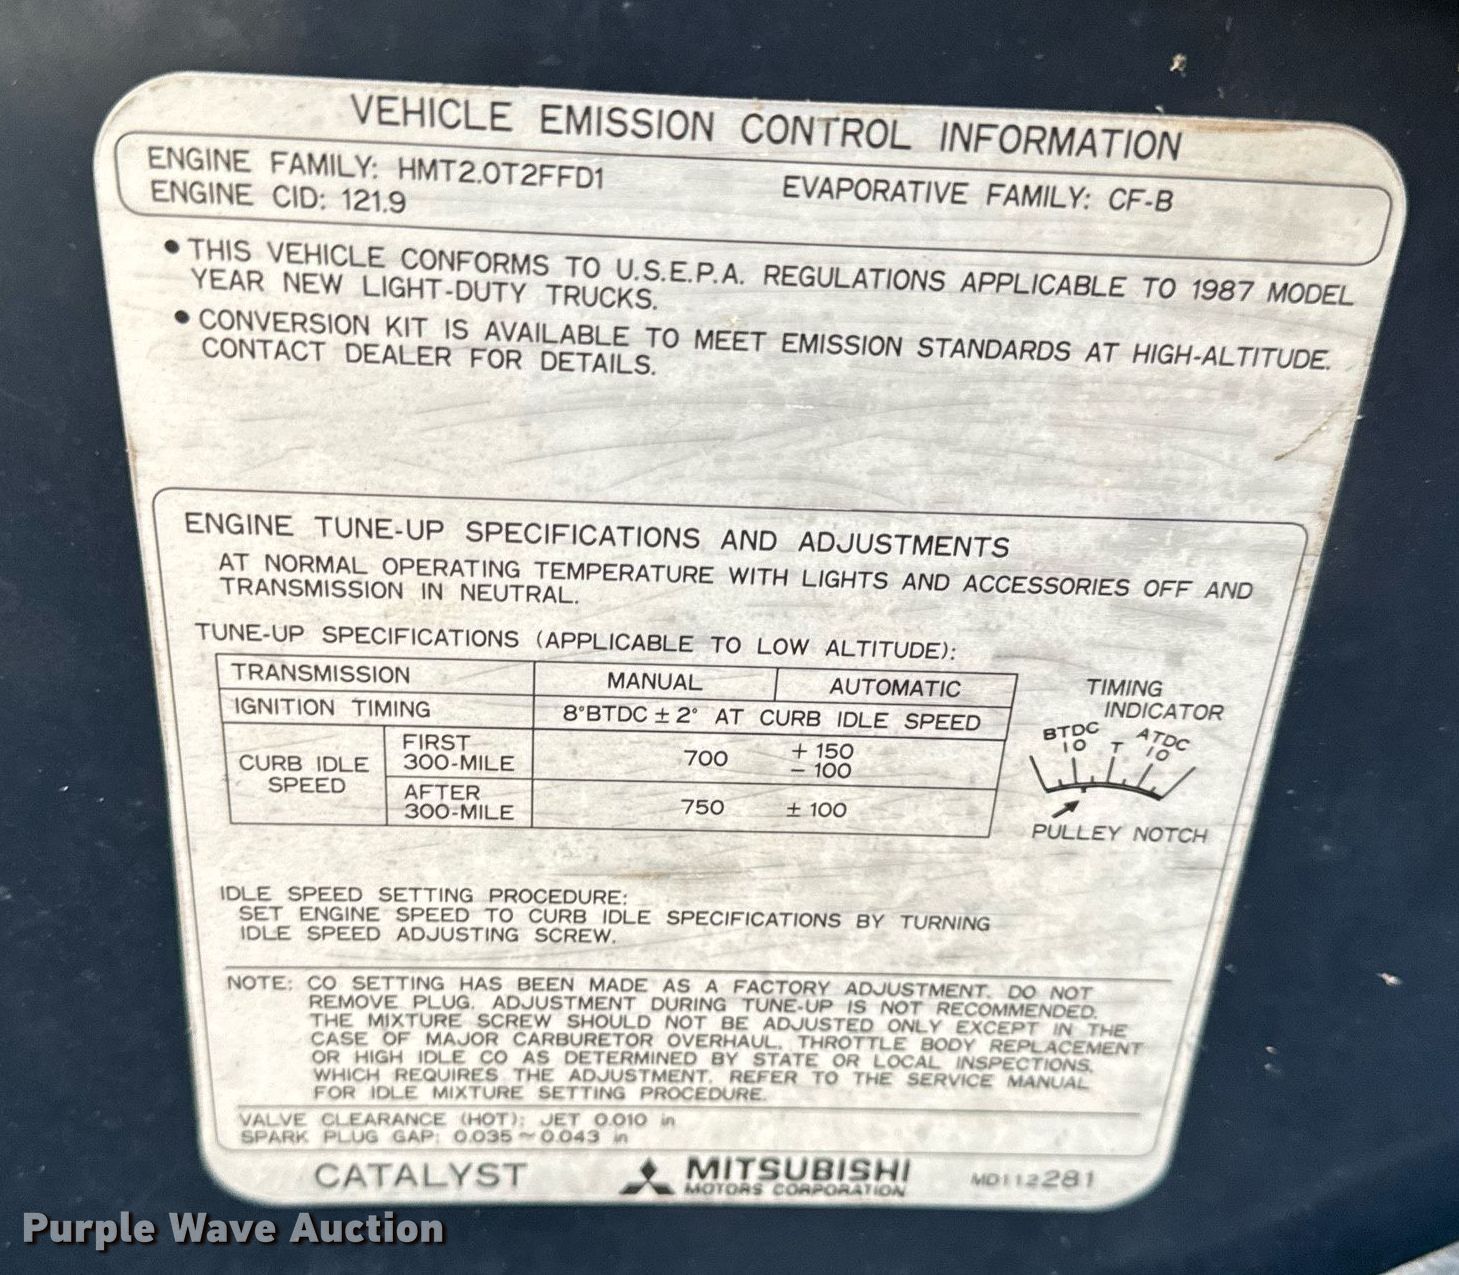 VEHICLE EMISSION CONTROL INFORMATION
ENGINE FAMILY: HMT2.0T2FFD1
ENGINE CID: 121.9
EVAPORATIVE FAMILY: CF-B
• THIS VEHICLE CONFORMS TO U.S.E.P.A. REGULATIONS APPLICABLE TO 1987 MODEL
YEAR NEW LIGHT-DUTY TRUCKS.
• CONVERSION KIT IS AVAILABLE TO MEET EMISSION STANDARDS AT HIGH-ALTITUDE.
CONTACT DEALER FOR DETAILS.
ENGINE TUNE-UP SPECIFICATIONS AND ADJUSTMENTS
AT NORMAL OPERATING TEMPERATURE WITH LIGHTS AND ACCESSORIES OFF AND
TRANSMISSION IN NEUTRAL.
TUNE-UP SPECIFICATIONS (APPLICABLE TO LOW ALTITUDE):
TRANSMISSION MANUAL AUTOMATIC
IGNITION TIMING 8°BTDC ± 2° AT CURB IDLE SPEED
CURB IDLE
SPEED
FIRST
300-MILE
700 + 150
− 100
AFTER
300-MILE
750 ± 100
TIMING
INDICATOR
BTDC ATDC
10 T 10
PULLEY NOTCH
IDLE SPEED SETTING PROCEDURE:
SET ENGINE SPEED TO CURB IDLE SPECIFICATIONS BY TURNING
IDLE SPEED ADJUSTING SCREW.
NOTE: CO SETTING HAS BEEN MADE AS A FACTORY ADJUSTMENT. DO NOT
REMOVE PLUG. ADJUSTMENT DURING TUNE-UP IS NOT RECOMMENDED.
THE MIXTURE SCREW SHOULD NOT BE ADJUSTED ONLY EXCEPT IN THE
CASE OF MAJOR CARBURETOR OVERHAUL, THROTTLE BODY REPLACEMENT
OR HIGH IDLE CO AS DETERMINED BY STATE OR LOCAL INSPECTIONS,
WHICH REQUIRES THE ADJUSTMENT. REFER TO THE SERVICE MANUAL
FOR IDLE MIXTURE SETTING PROCEDURE.
VALVE CLEARANCE (HOT): JET 0.010 in
SPARK PLUG GAP: 0.035 ~ 0.043 in
CATALYST
MITSUBISHI
MOTORS CORPORATION
MD112281
Purple Wave Auction